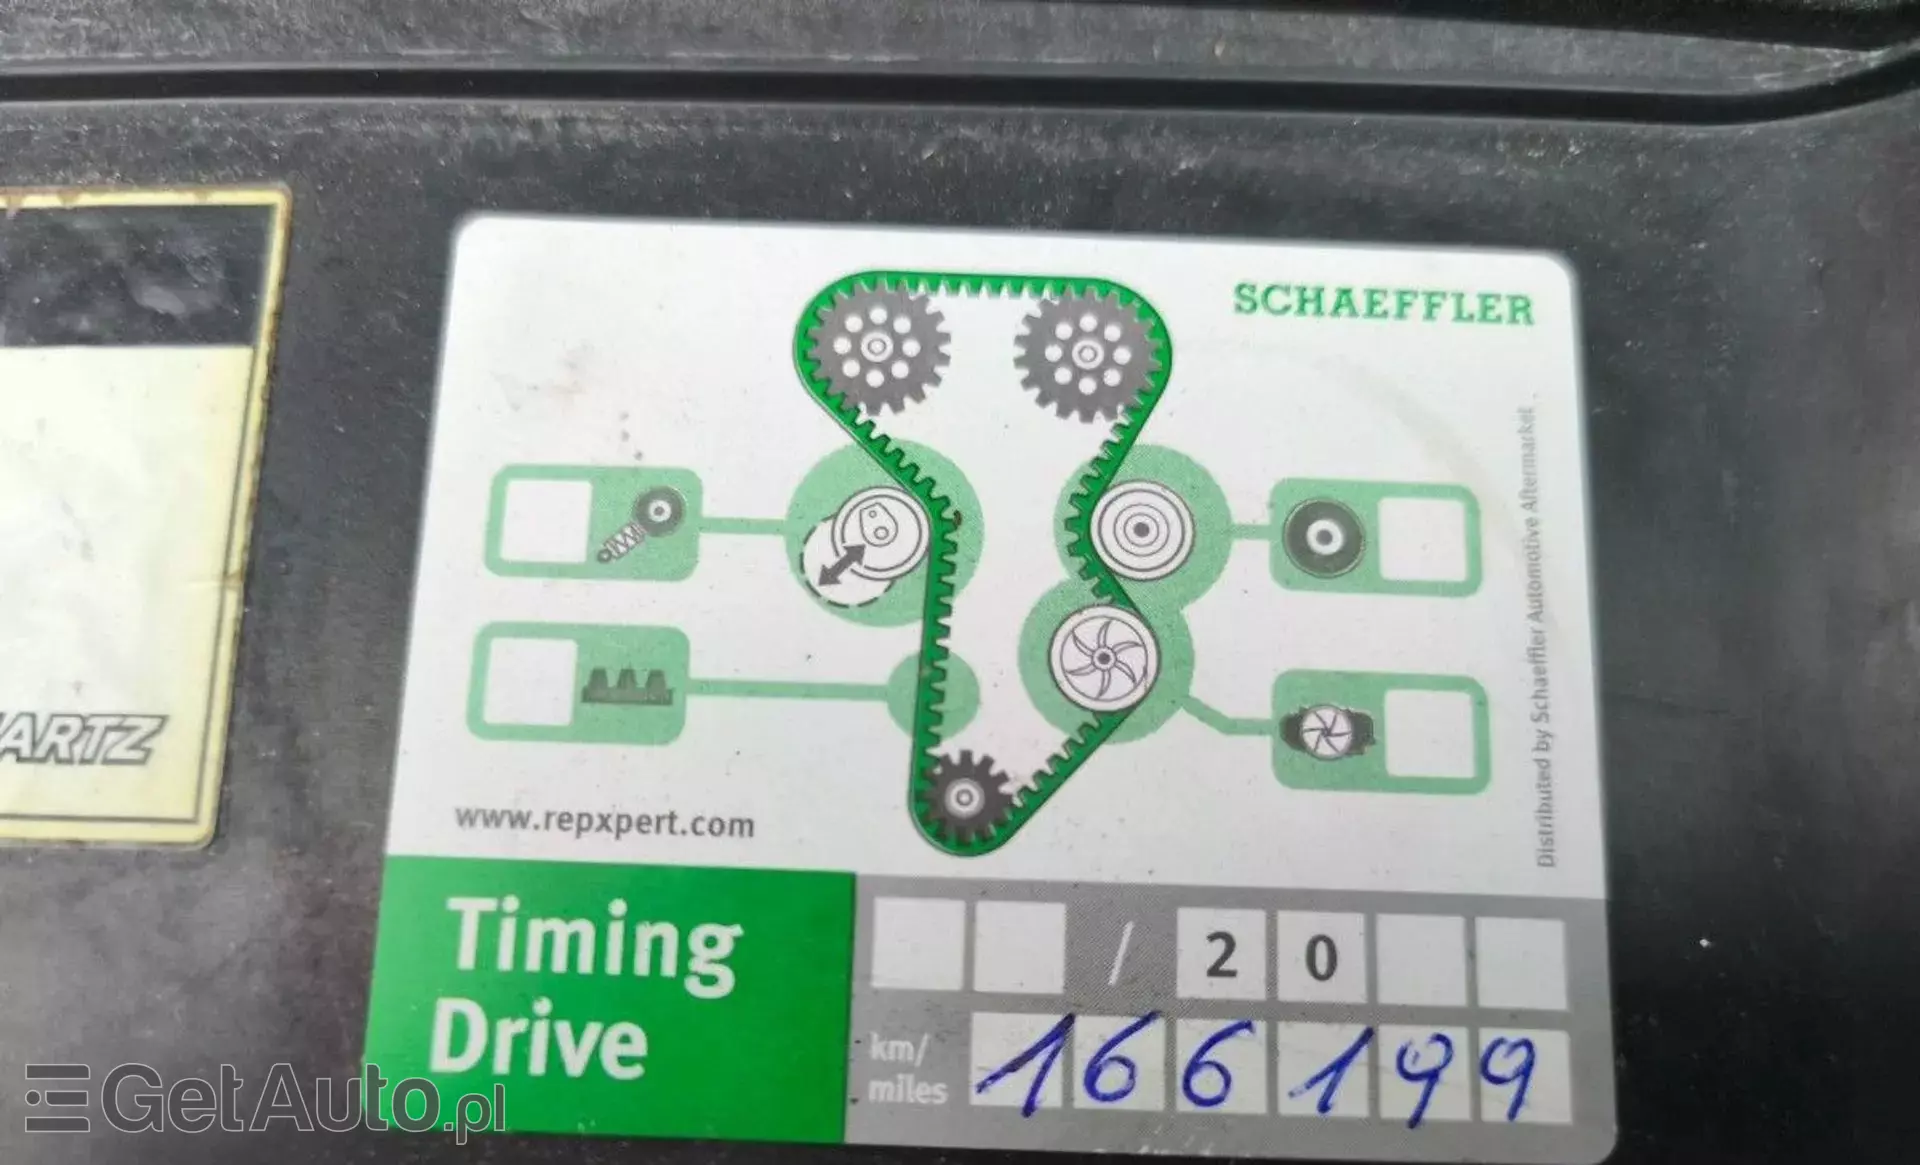 SCHAEFFLER
Distributed by Schaeffler Automotive Aftermarket
ARTZ
www.repxpert.com
Timing
Drive
/ 20
km/
miles
166199
GetAuto.pl